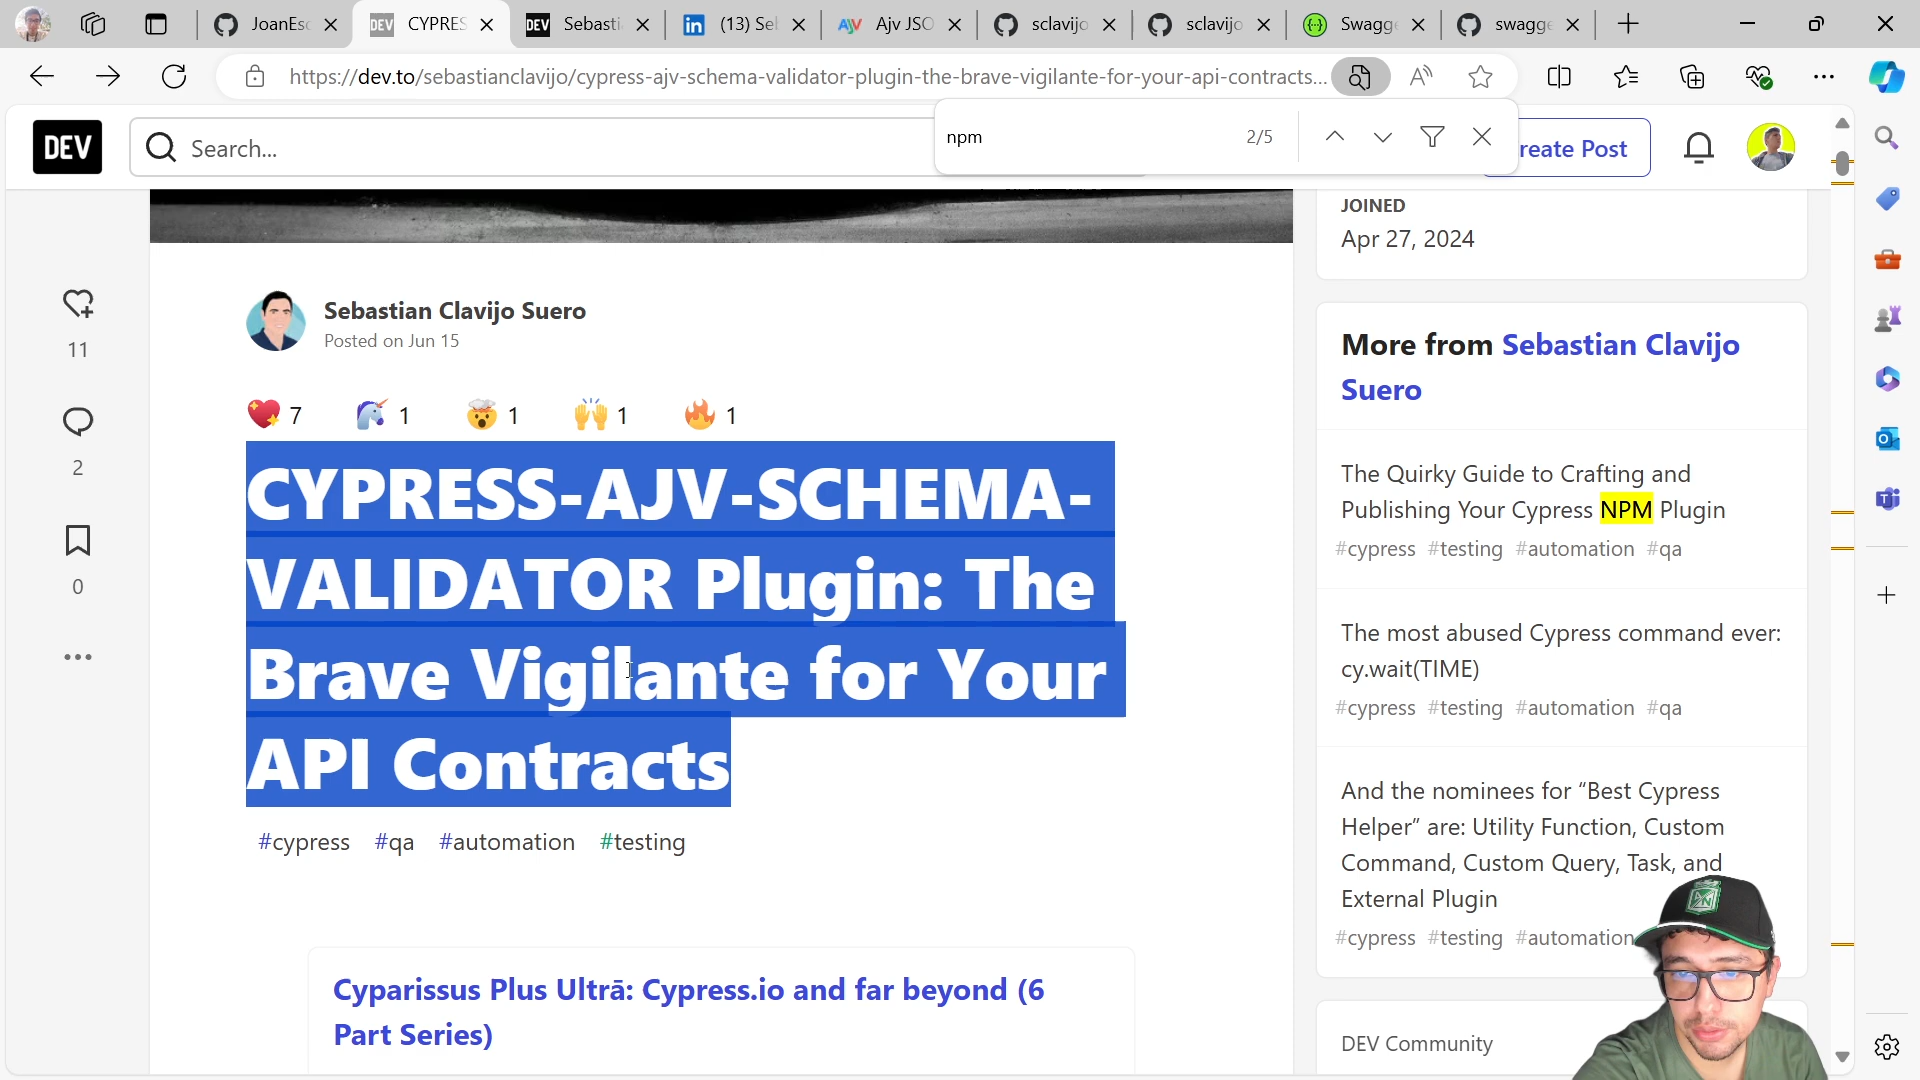 JoanEsc
CYPRES
Sebasti
(13) Sel
Ajv JSO
sclavijo
sclavijo
Swagge
swagge
https://dev.to/sebastianclavijo/cypress-ajv-schema-validator-plugin-the-brave-vigilante-for-your-api-contracts...
npm
2/5
DEV
Search...
reate Post
JOINED
Apr 27, 2024
11
2
0
Sebastian Clavijo Suero
Posted on Jun 15
7
1
1
1
1
CYPRESS-AJV-SCHEMA-
VALIDATOR Plugin: The
Brave Vigilante for Your
API Contracts
#cypress #qa #automation #testing
Cyparissus Plus Ultrā: Cypress.io and far beyond (6
Part Series)
More from Sebastian Clavijo
Suero
The Quirky Guide to Crafting and
Publishing Your Cypress NPM Plugin
#cypress #testing #automation #qa
The most abused Cypress command ever:
cy.wait(TIME)
#cypress #testing #automation #qa
And the nominees for “Best Cypress
Helper” are: Utility Function, Custom
Command, Custom Query, Task, and
External Plugin
#cypress #testing #automation
DEV Community